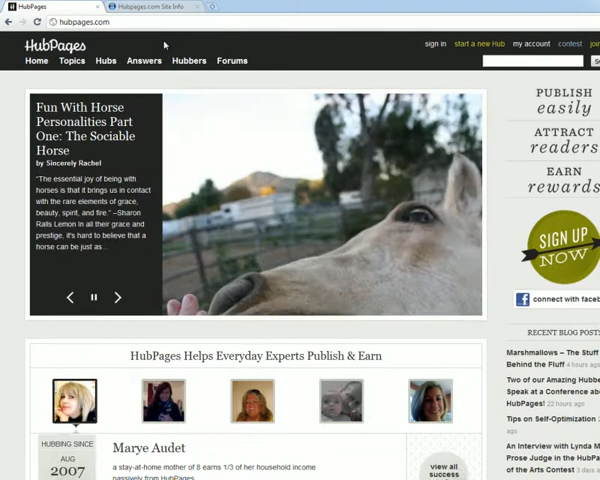 HubPages
Hubpages.com Site Info
hubpages.com
HubPages
sign in start a new Hub my account contest
Home Topics Hubs Answers Hubbers Forums
Fun With Horse
Personalities Part
One: The Sociable
Horse
by Sincerely Rachel
"The essential joy of being with
horses is that it brings us in contact
with the rare elements of grace,
beauty, spirit, and fire." –Sharon
Ralls Lemon In all their grace and
prestige, it's hard to believe that a
horse can be just as...
PUBLISH
easily
ATTRACT
readers
EARN
rewards
SIGN UP
NOW
connect with faceb
RECENT BLOG POSTS
Marshmallows – The Stuff
Behind the Fluff 4 hours ago
Two of our Amazing Hubbe
Speak at a Conference abo
HubPages! 22 hours ago
Tips on Self-Optimization
ago
An Interview with Lynda M
Prose Judge in the HubPa
of the Arts Contest 3 days a
HubPages Helps Everyday Experts Publish & Earn
HUBBING SINCE
AUG
2007
Marye Audet
a stay-at-home mother of 8 earns 1/3 of her household income
passively from HubPages.
view all
success